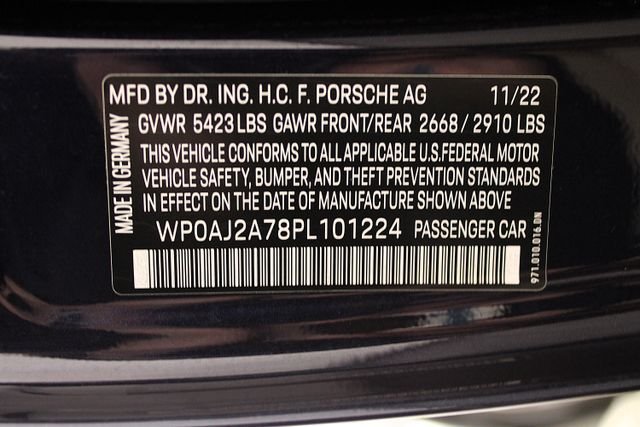 MFD BY DR. ING. H.C. F. PORSCHE AG 11/22
GVWR 5423 LBS GAWR FRONT/REAR 2668 / 2910 LBS
THIS VEHICLE CONFORMS TO ALL APPLICABLE U.S. FEDERAL MOTOR
VEHICLE SAFETY, BUMPER, AND THEFT PREVENTION STANDARDS
IN EFFECT ON THE DATE OF MANUFACTURE SHOWN ABOVE
WP0AJ2A78PL101224 PASSENGER CAR
MADE IN GERMANY
971.010.016.DN